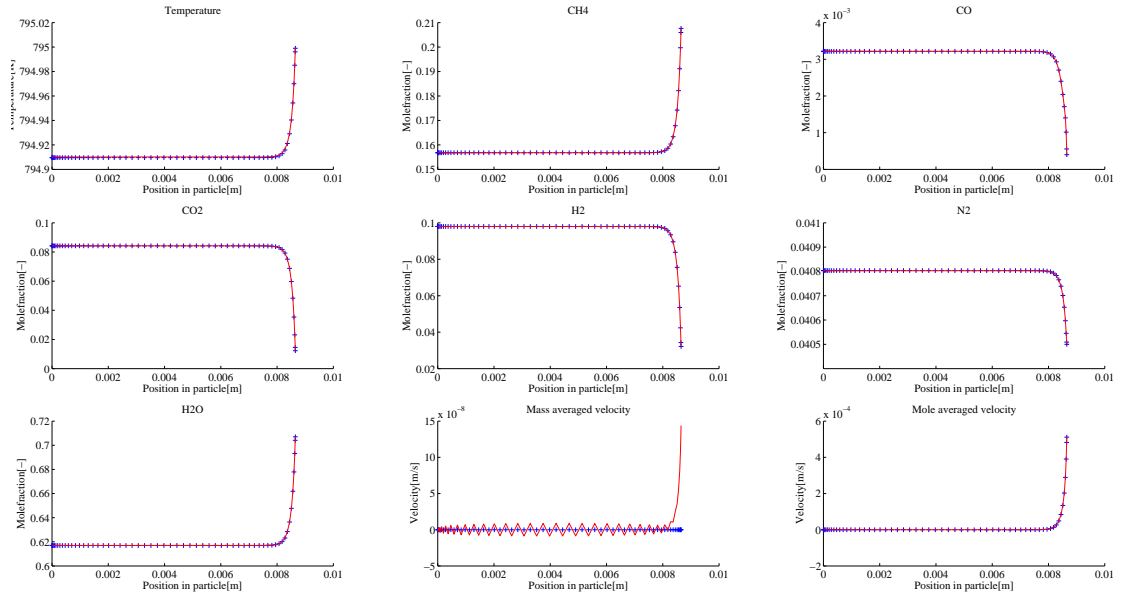 Temperature
795.02
795
794.98
794.96
794.94
794.92
794.9
0 0.002 0.004 0.006 0.008 0.01
Position in particle[m]
CH4
Molefraction[−]
0.21
0.2
0.19
0.18
0.17
0.16
0.15
0 0.002 0.004 0.006 0.008 0.01
Position in particle[m]
CO
x 10−3
Molefraction[−]
4
3
2
1
0
0 0.002 0.004 0.006 0.008 0.01
Position in particle[m]
CO2
Molefraction[−]
0.1
0.08
0.06
0.04
0.02
0
0 0.002 0.004 0.006 0.008 0.01
Position in particle[m]
H2
Molefraction[−]
0.1
0.08
0.06
0.04
0.02
0 0.002 0.004 0.006 0.008 0.01
Position in particle[m]
N2
Molefraction[−]
0.041
0.0409
0.0408
0.0407
0.0406
0.0405
0 0.002 0.004 0.006 0.008 0.01
Position in particle[m]
H2O
Molefraction[−]
0.72
0.7
0.68
0.66
0.64
0.62
0.6
0 0.002 0.004 0.006 0.008 0.01
Position in particle[m]
Mass averaged velocity
x 10−8
Velocity[m/s]
15
10
5
0
−5
0 0.002 0.004 0.006 0.008 0.01
Position in particle[m]
Mole averaged velocity
x 10−4
Velocity[m/s]
6
4
2
0
−2
0 0.002 0.004 0.006 0.008 0.01
Position in particle[m]